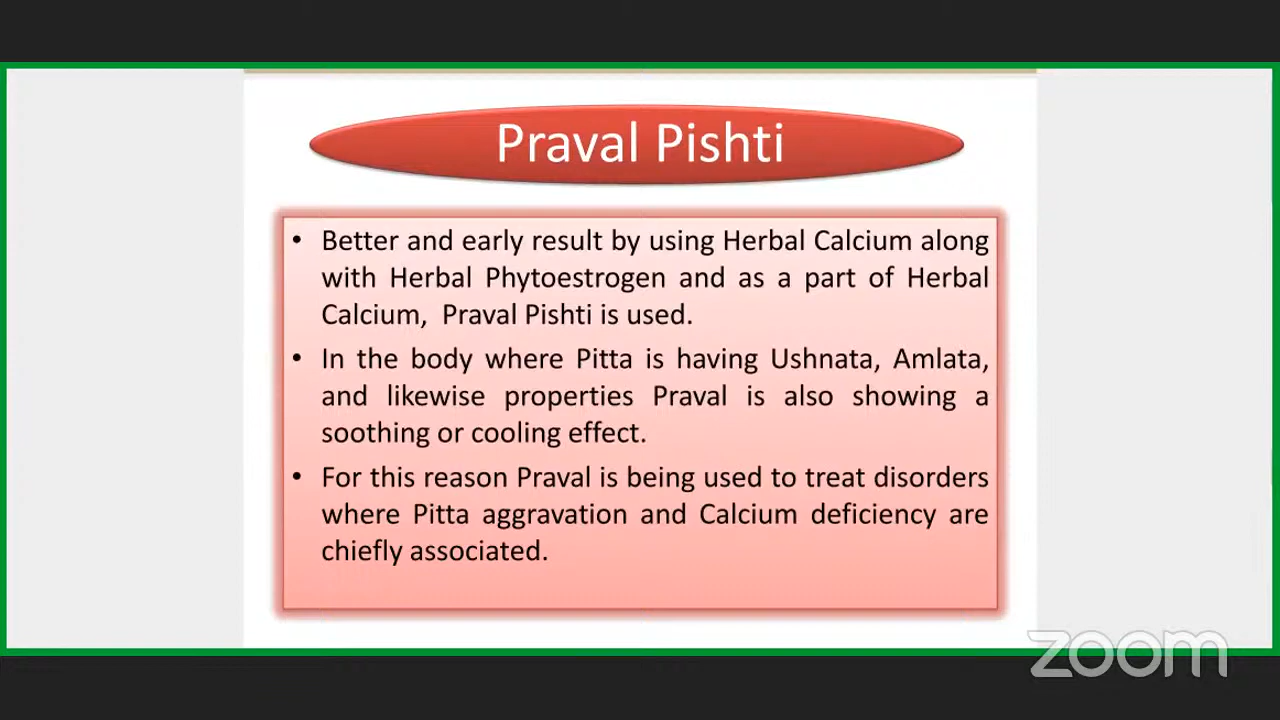 Praval Pishti
• Better and early result by using Herbal Calcium along
with Herbal Phytoestrogen and as a part of Herbal
Calcium, Praval Pishti is used.
• In the body where Pitta is having Ushnata, Amlata,
and likewise properties Praval is also showing a
soothing or cooling effect.
• For this reason Praval is being used to treat disorders
where Pitta aggravation and Calcium deficiency are
chiefly associated.
zoom